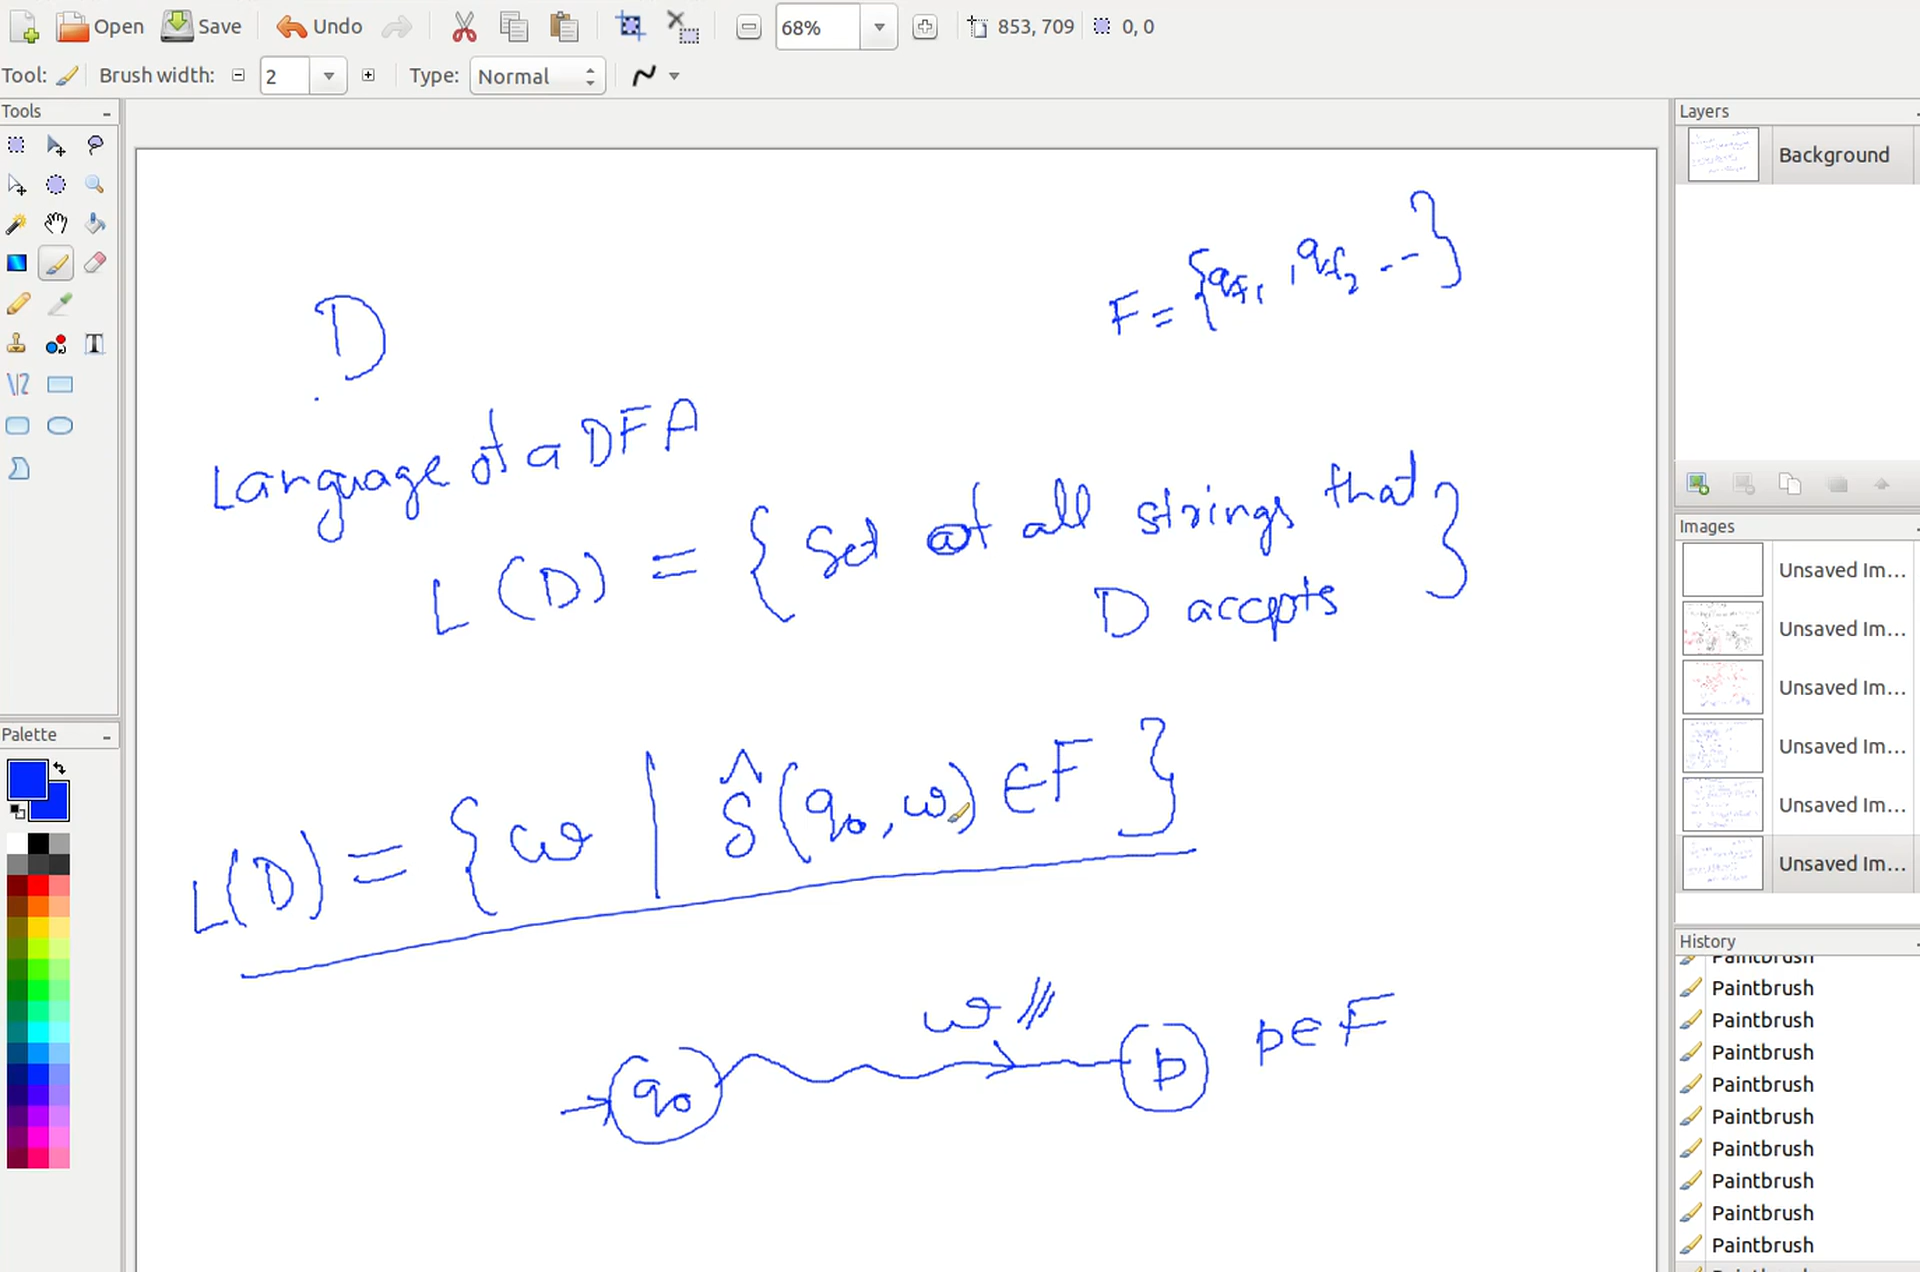 Open Save Undo 68% 853, 709 0, 0
Tool: Brush width: 2 Type: Normal
Tools
Layers
Background
F = {qf1, qf2 --}
D
Language of a DFA
L(D) = { Set of all strings that
D accpts }
Images
Unsaved Im...
Unsaved Im...
Unsaved Im...
Unsaved Im...
Unsaved Im...
Unsaved Im...
Palette
L(D) = { ω | δ̂(q0, ω) ∈ F }
ω //
q0 p p ∈ F
History
Paintbrush
Paintbrush
Paintbrush
Paintbrush
Paintbrush
Paintbrush
Paintbrush
Paintbrush
Paintbrush
Paintbrush